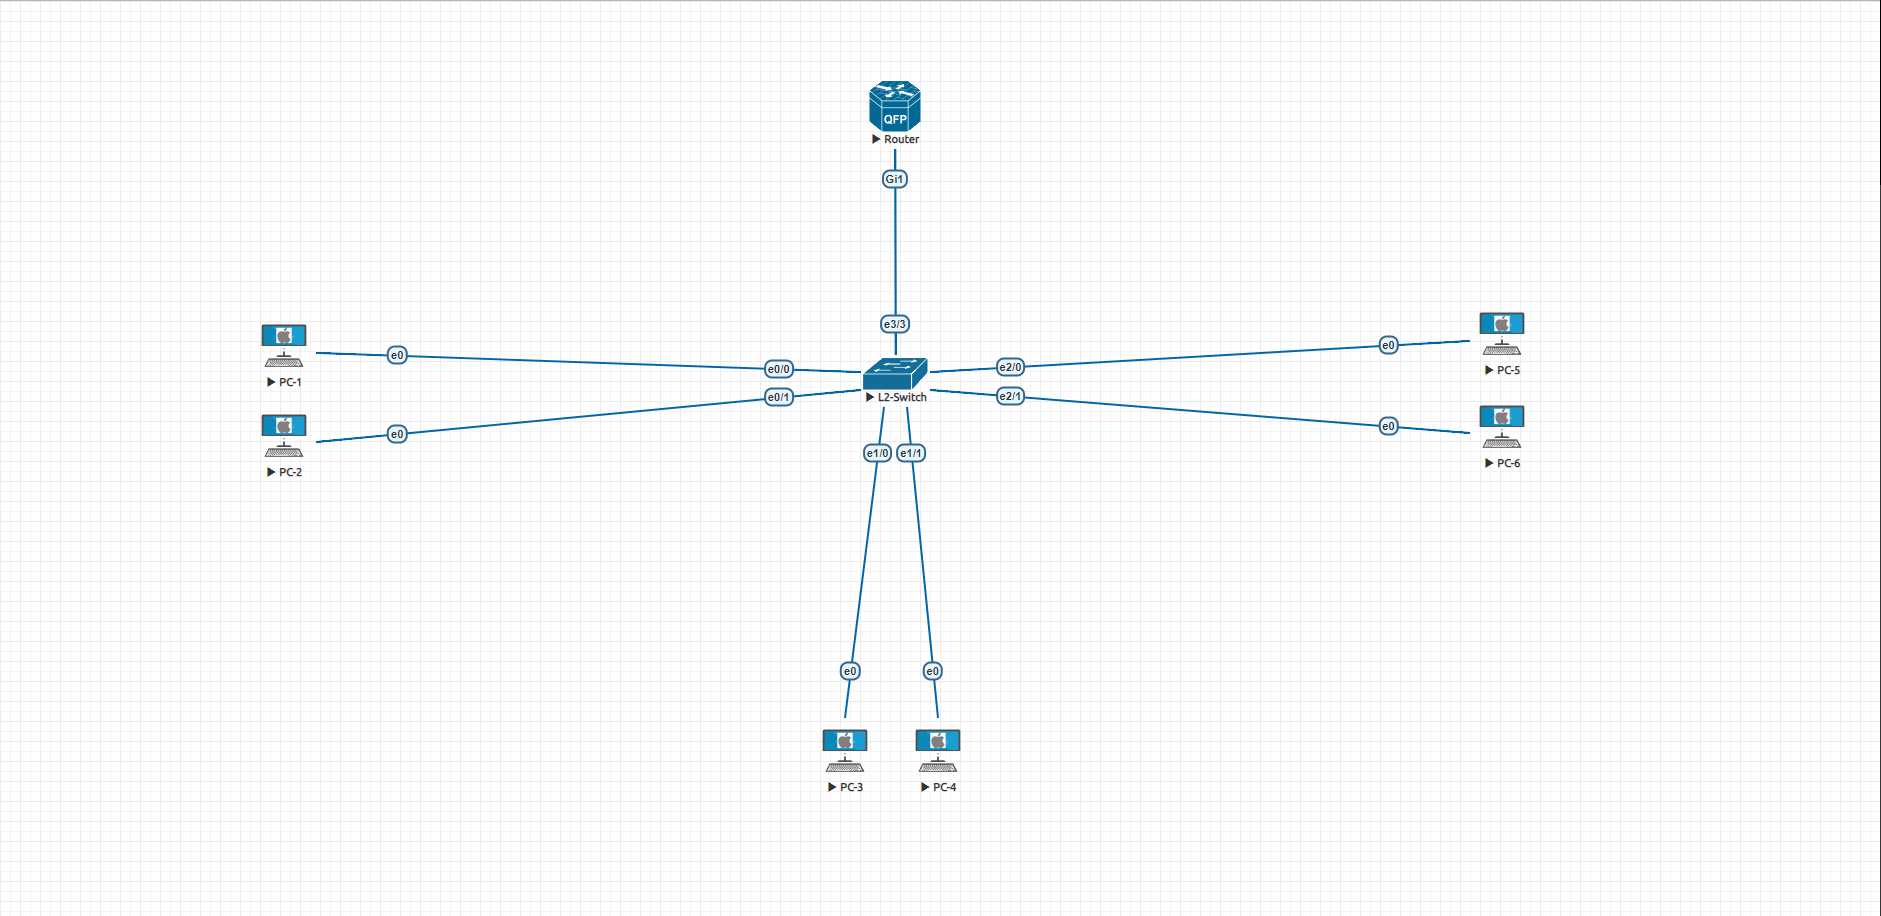 QFP
Router
Gi1
e3/3
PC-1
e0
e0/0
L2-Switch
e2/0
e0
PC-5
PC-2
e0
e0/1
e2/1
e0
PC-6
e1/0
e1/1
e0
e0
PC-3
PC-4